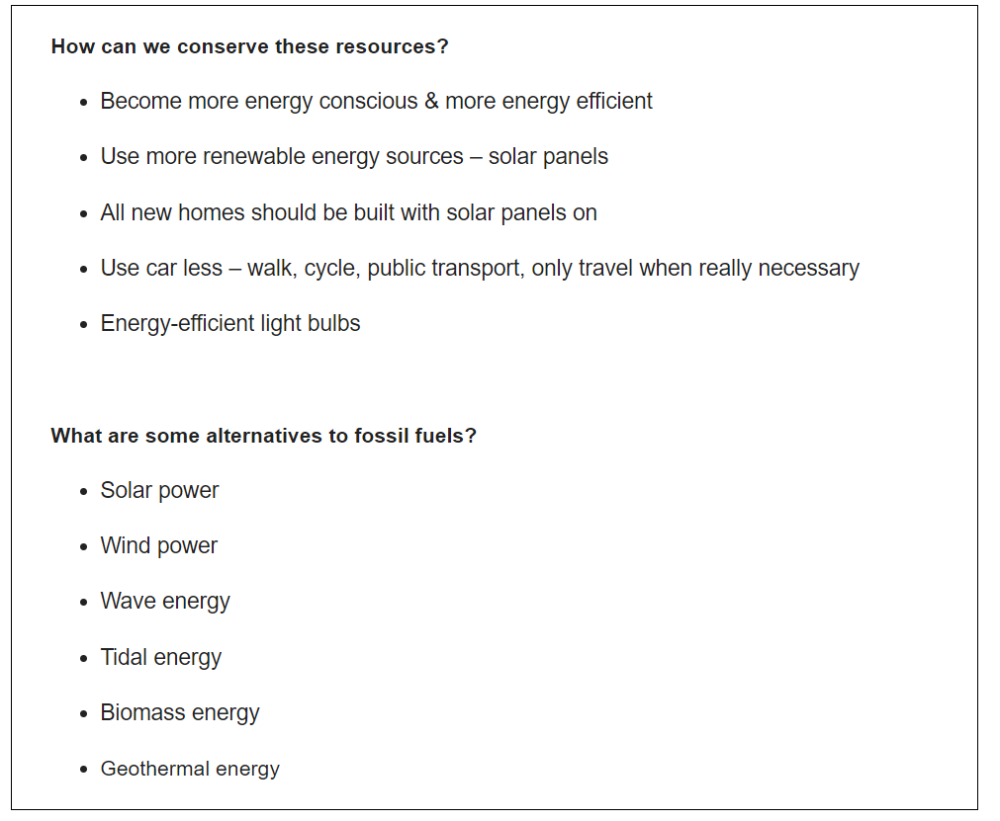 How can we conserve these resources?
• Become more energy conscious & more energy efficient
• Use more renewable energy sources – solar panels
• All new homes should be built with solar panels on
• Use car less – walk, cycle, public transport, only travel when really necessary
• Energy-efficient light bulbs
What are some alternatives to fossil fuels?
• Solar power
• Wind power
• Wave energy
• Tidal energy
• Biomass energy
• Geothermal energy